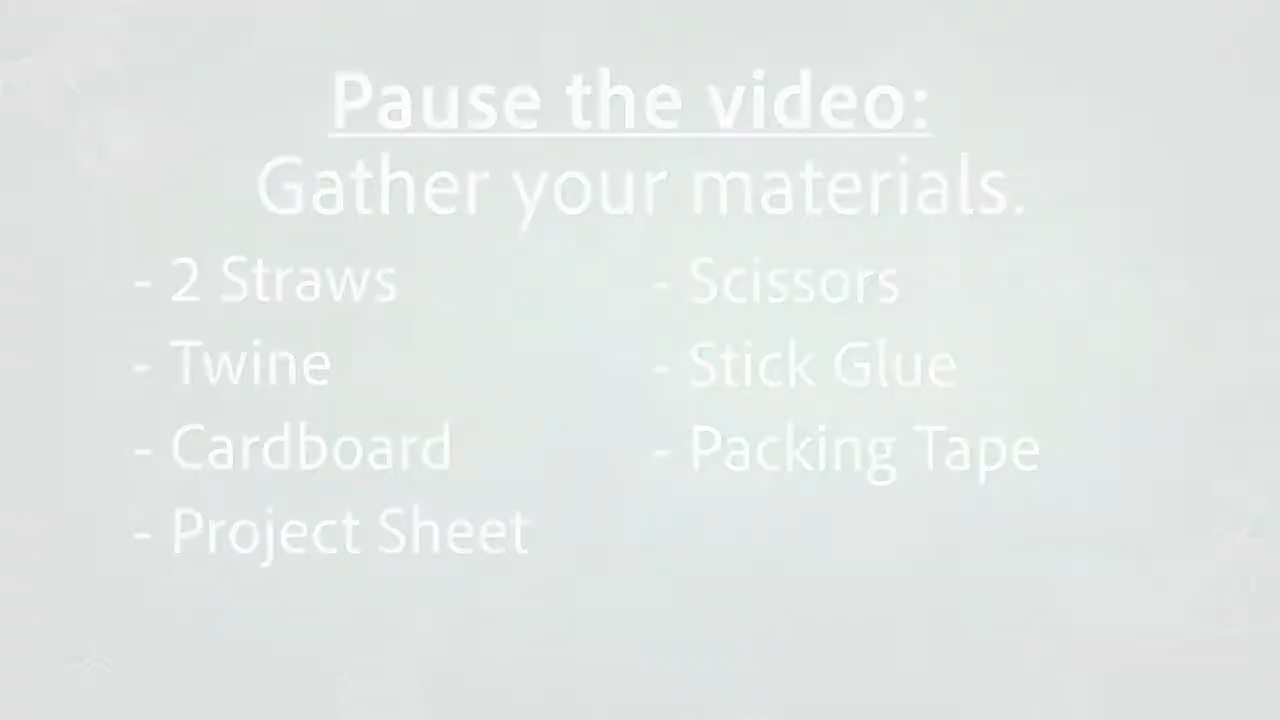 Pause the video:
Gather your materials.
- 2 Straws
- Twine
- Cardboard
- Project Sheet
- Scissors
- Stick Glue
- Packing Tape